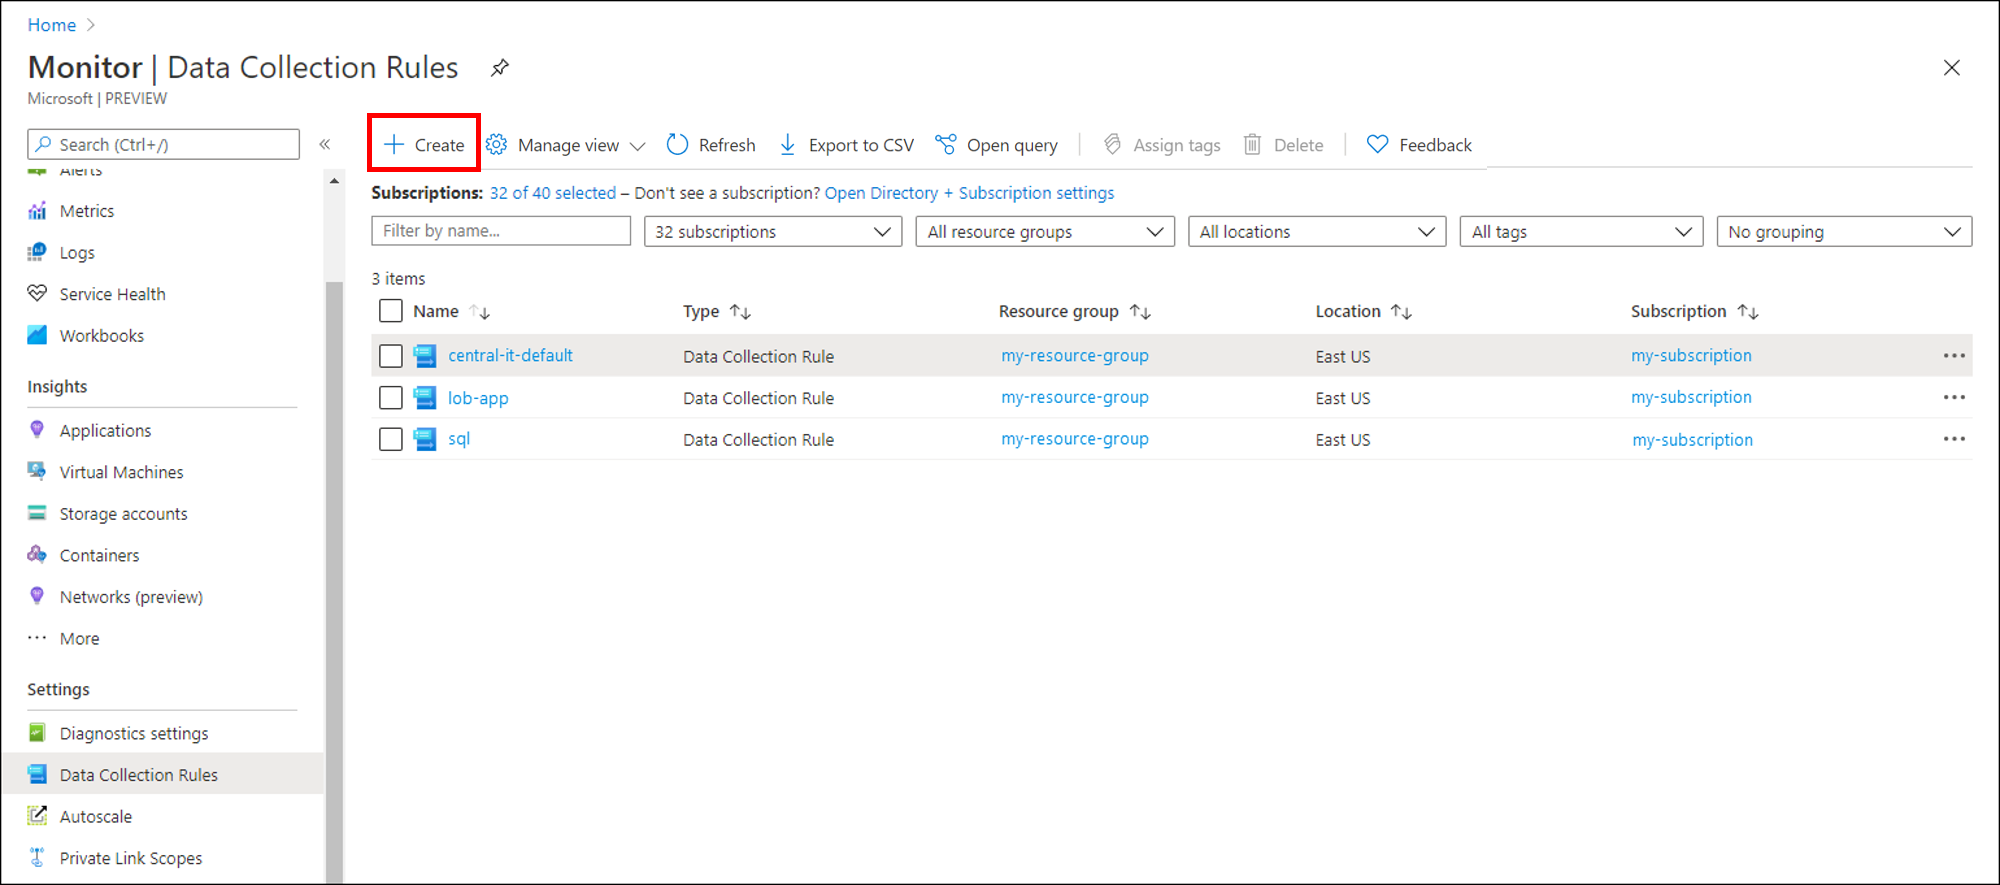 Home
Monitor | Data Collection Rules
Microsoft | PREVIEW
Search (Ctrl+/)
«
Alerts
Metrics
Logs
Service Health
Workbooks
Insights
Applications
Virtual Machines
Storage accounts
Containers
Networks (preview)
More
Settings
Diagnostics settings
Data Collection Rules
Autoscale
Private Link Scopes
Create Manage view Refresh Export to CSV Open query Assign tags Delete Feedback
Subscriptions: 32 of 40 selected – Don't see a subscription? Open Directory + Subscription settings
Filter by name... 32 subscriptions All resource groups All locations All tags No grouping
3 items
Name Type Resource group Location Subscription
central-it-default Data Collection Rule my-resource-group East US my-subscription
lob-app Data Collection Rule my-resource-group East US my-subscription
sql Data Collection Rule my-resource-group East US my-subscription